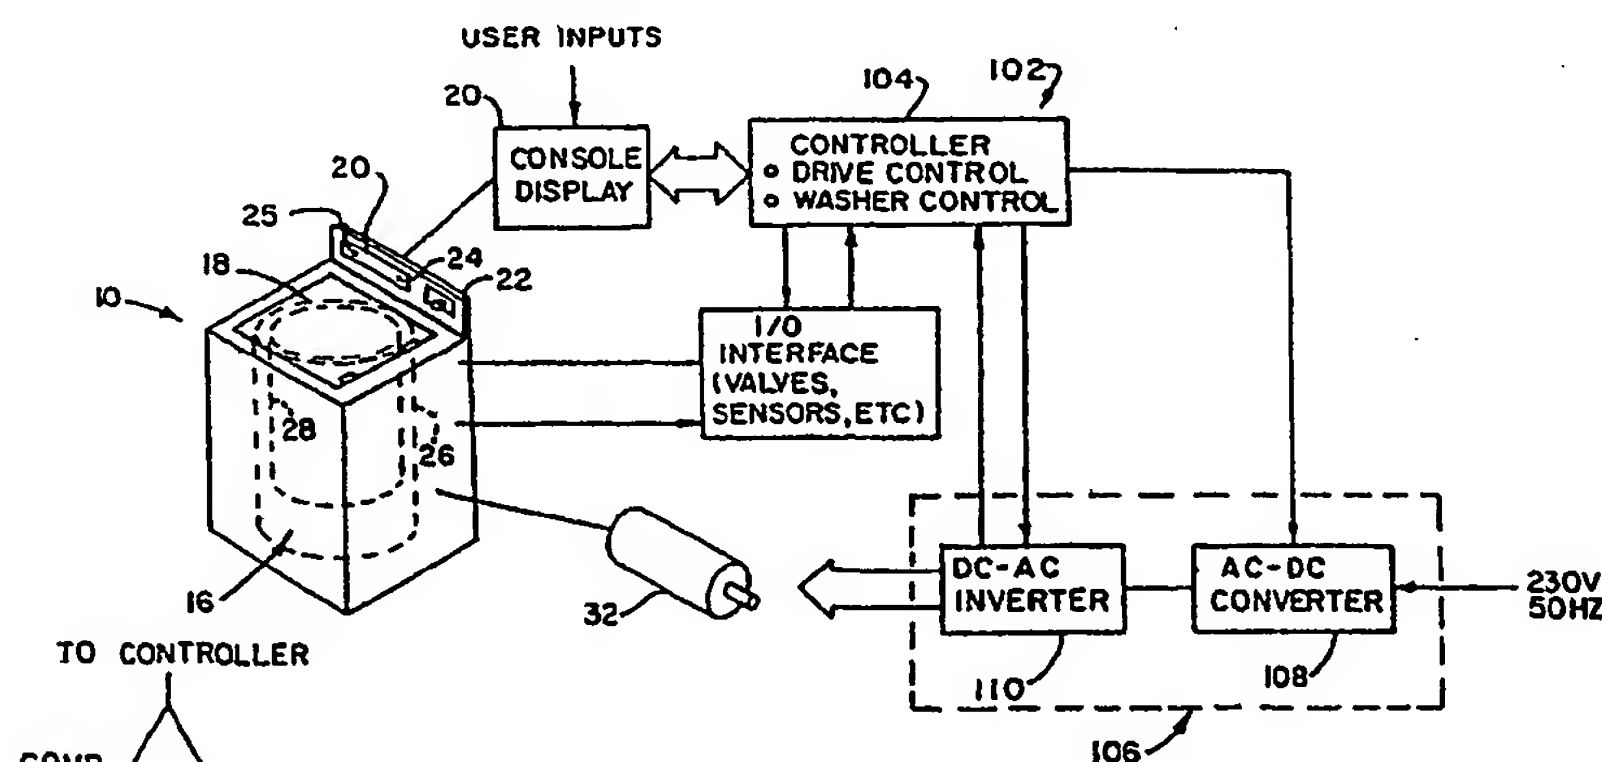 USER INPUTS
104
102
20
CONTROLLER
DRIVE CONTROL
WASHER CONTROL
CONSOLE
DISPLAY
20
25
18
24
22
10
I/O
INTERFACE
(VALVES,
SENSORS, ETC)
28
26
16
32
DC-AC
INVERTER
AC-DC
CONVERTER
230V
50HZ
110
108
106
TO CONTROLLER